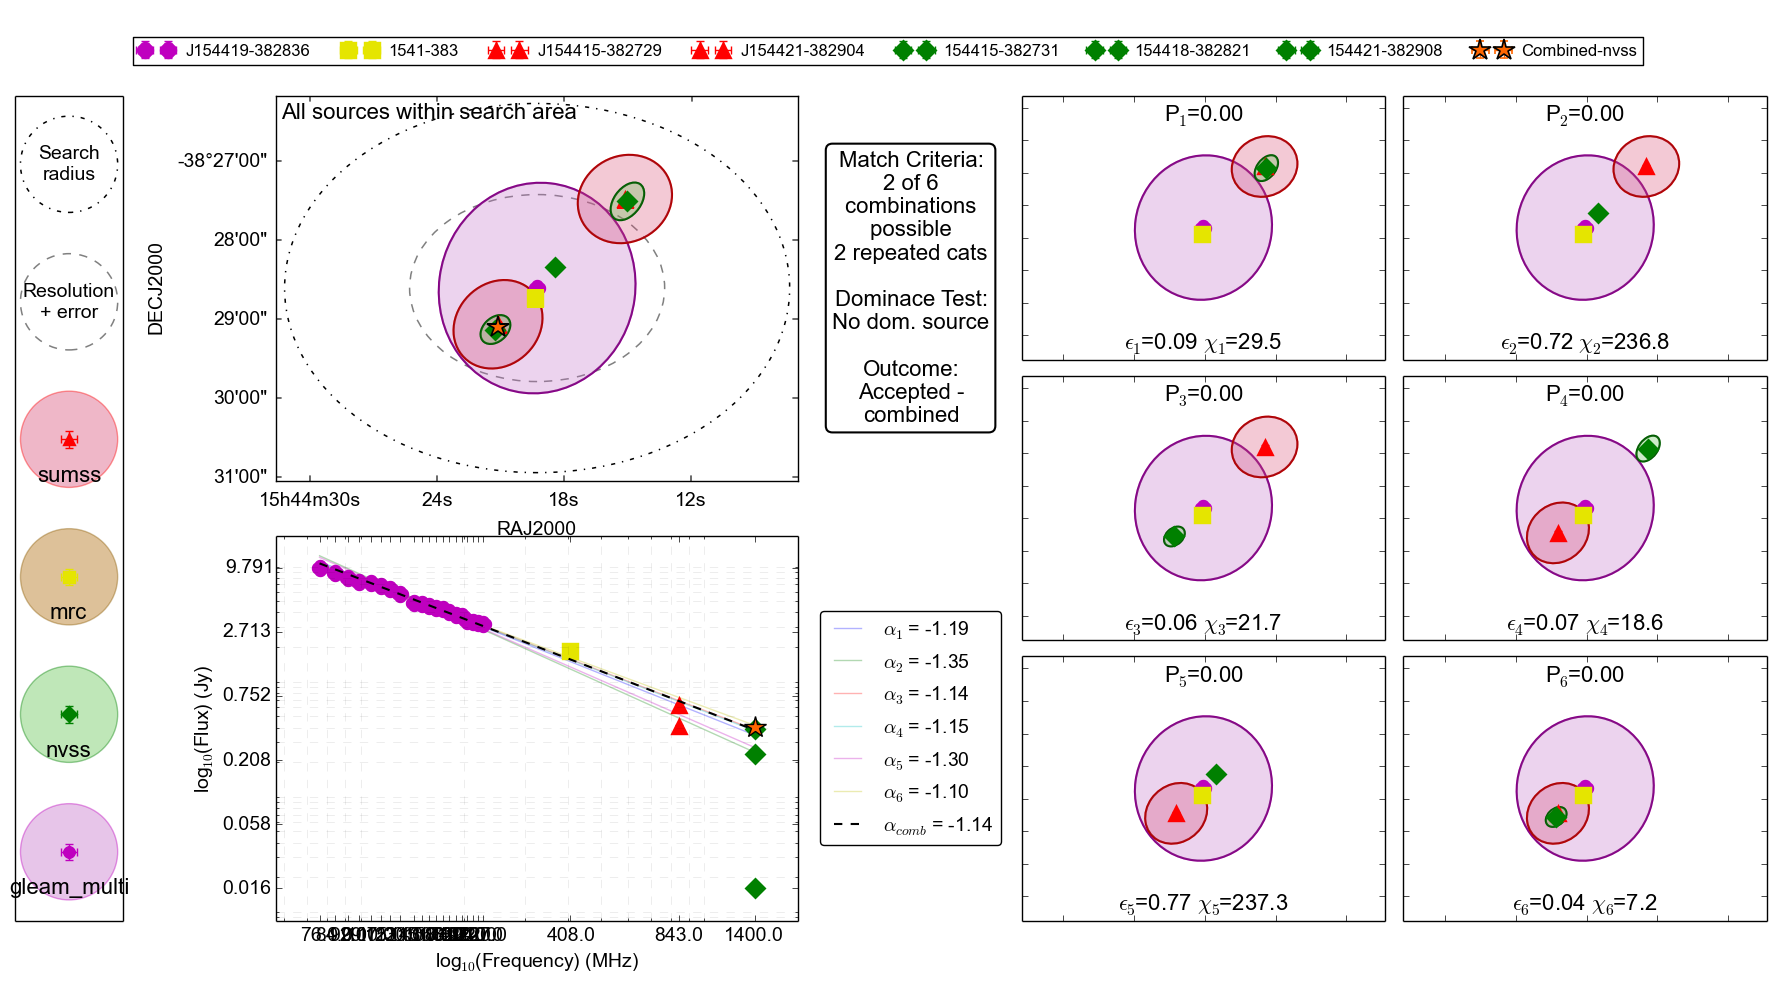 J154419-382836 1541-383 J154415-382729 J154421-382904 154415-382731 154418-382821 154421-382908 Combined-nvss
Search
radius
Resolution
+ error
sumss
mrc
nvss
gleam_multi
All sources within search area
DECJ2000
-38°27'00"
28'00"
29'00"
30'00"
31'00"
15h44m30s 24s 18s 12s
RAJ2000
Match Criteria:
2 of 6
combinations
possible
2 repeated cats
Dominace Test:
No dom. source
Outcome:
Accepted -
combined
log10(Flux) (Jy)
9.791
2.713
0.752
0.208
0.058
0.016
408.0 843.0 1400.0
log10(Frequency) (MHz)
α1 = -1.19
α2 = -1.35
α3 = -1.14
α4 = -1.15
α5 = -1.30
α6 = -1.10
αcomb = -1.14
P1=0.00
ϵ1=0.09 χ1=29.5
P2=0.00
ϵ2=0.72 χ2=236.8
P3=0.00
ϵ3=0.06 χ3=21.7
P4=0.00
ϵ4=0.07 χ4=18.6
P5=0.00
ϵ5=0.77 χ5=237.3
P6=0.00
ϵ6=0.04 χ6=7.2